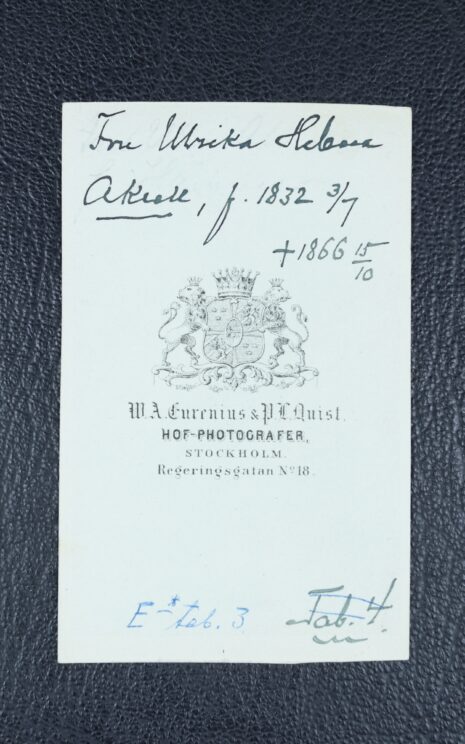 Fru Ulrika Helena
Akrell, f. 1832 3/7
+1866 15/10
W. A. Eurenius & P. L. Quist.
HOF-PHOTOGRAFER,
STOCKHOLM.
Regeringsgatan No 18.
E* tab. 3. Tab. 4.